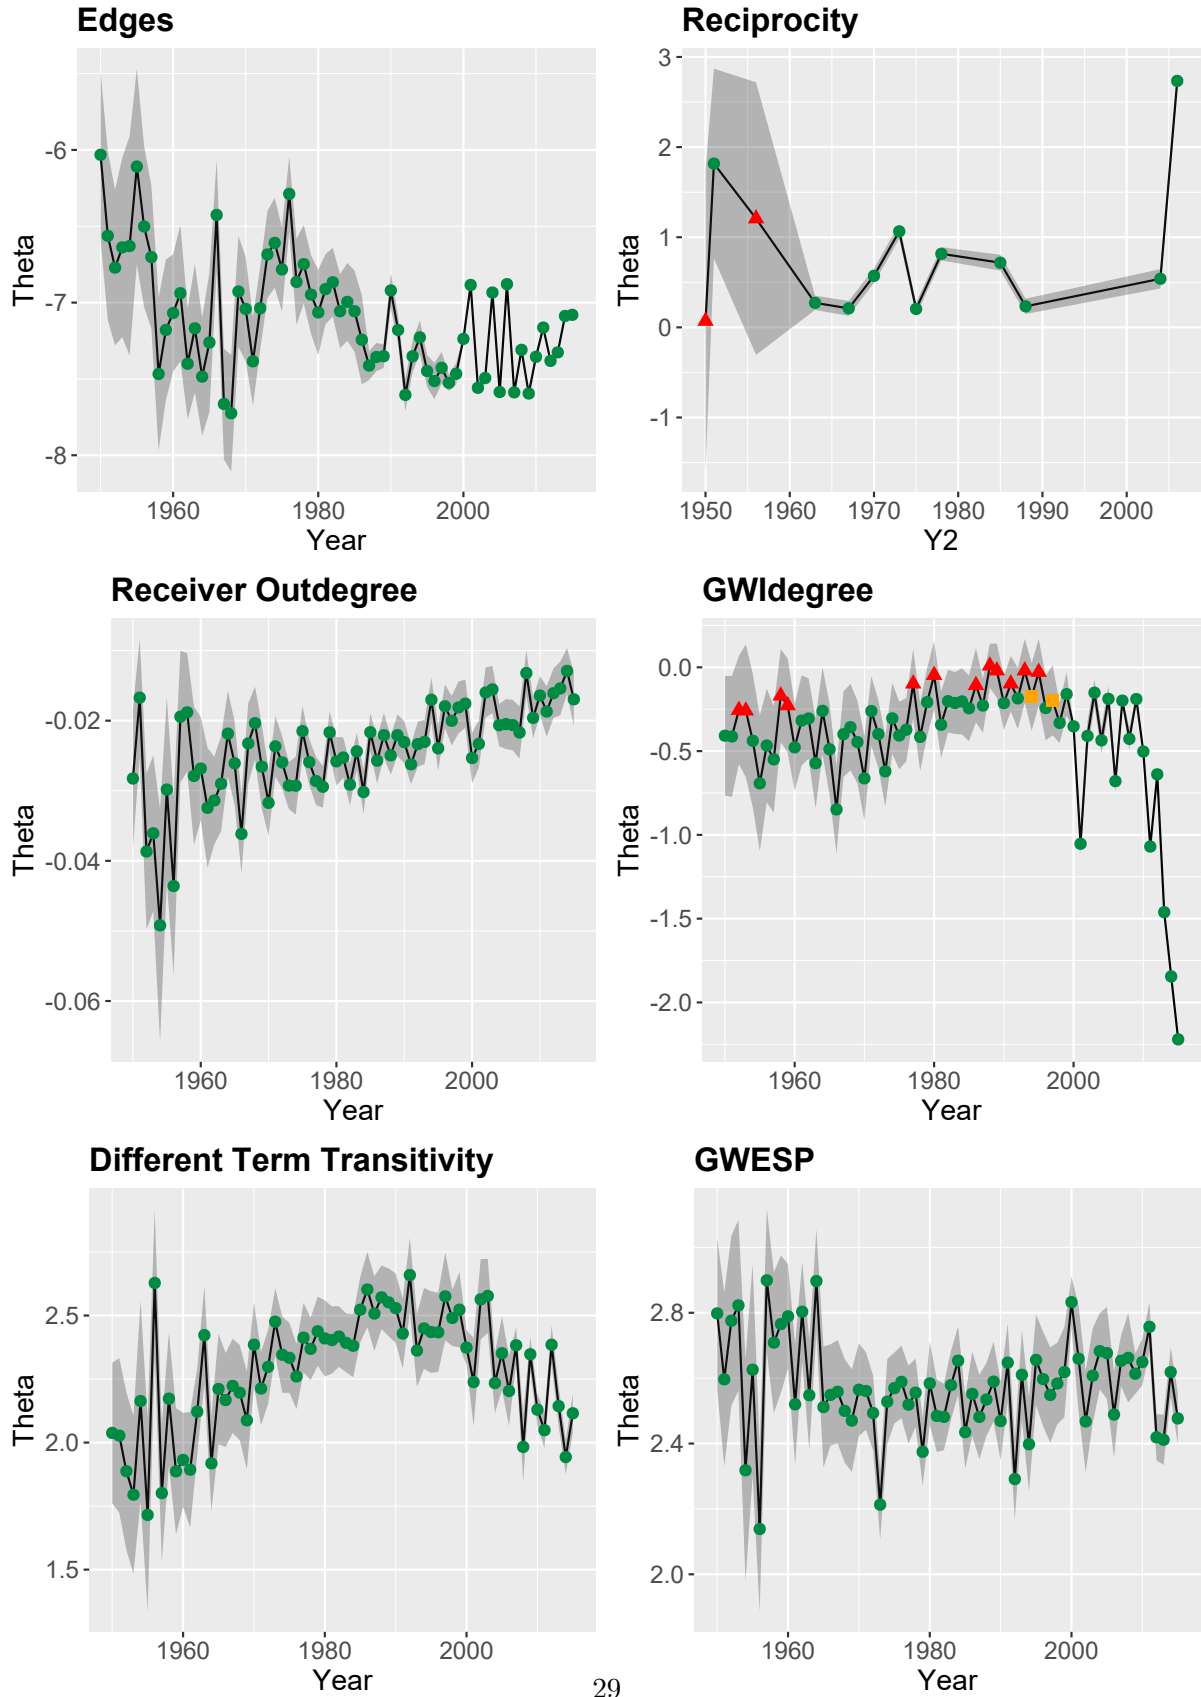 Edges
Theta
-6
-7
-8
1960 1980 2000
Year
Reciprocity
Theta
3
2
1
0
-1
1950 1960 1970 1980 1990 2000
Y2
Receiver Outdegree
Theta
-0.02
-0.04
-0.06
1960 1980 2000
Year
GWIdegree
Theta
0.0
-0.5
-1.0
-1.5
-2.0
1960 1980 2000
Year
Different Term Transitivity
Theta
2.5
2.0
1.5
1960 1980 2000
Year
GWESP
Theta
2.8
2.4
2.0
1960 1980 2000
Year
29